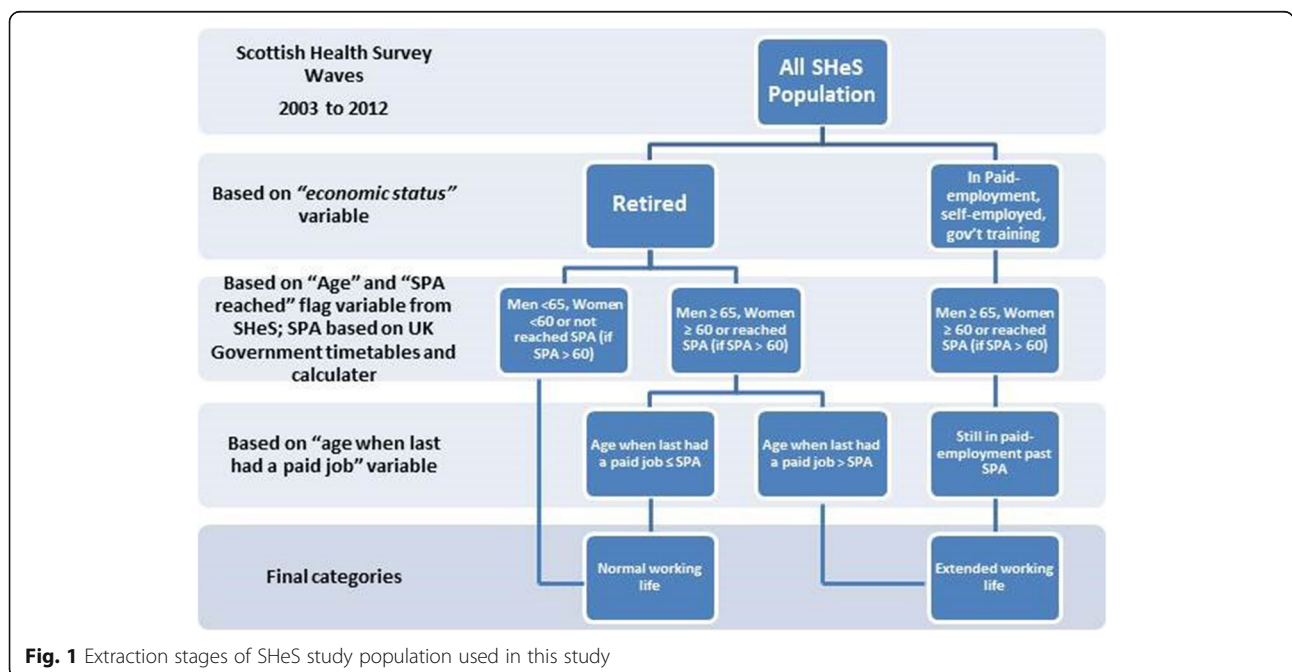 Scottish Health Survey
Waves
2003 to 2012
All SHeS
Population
Based on “economic status”
variable
Retired
In Paid-
employment,
self-employed,
gov't training
Based on “Age” and “SPA
reached” flag variable from
SHeS; SPA based on UK
Government timetables and
calculater
Men <65, Women
<60 or not
reached SPA (if
SPA > 60)
Men ≥ 65, Women
≥ 60 or reached
SPA (if SPA > 60)
Men ≥ 65, Women
≥ 60 or reached
SPA (if SPA > 60)
Based on “age when last
had a paid job” variable
Age when last had
a paid job ≤ SPA
Age when last had
a paid job > SPA
Still in paid-
employment past
SPA
Final categories
Normal working
life
Extended working
life
Fig. 1 Extraction stages of SHeS study population used in this study